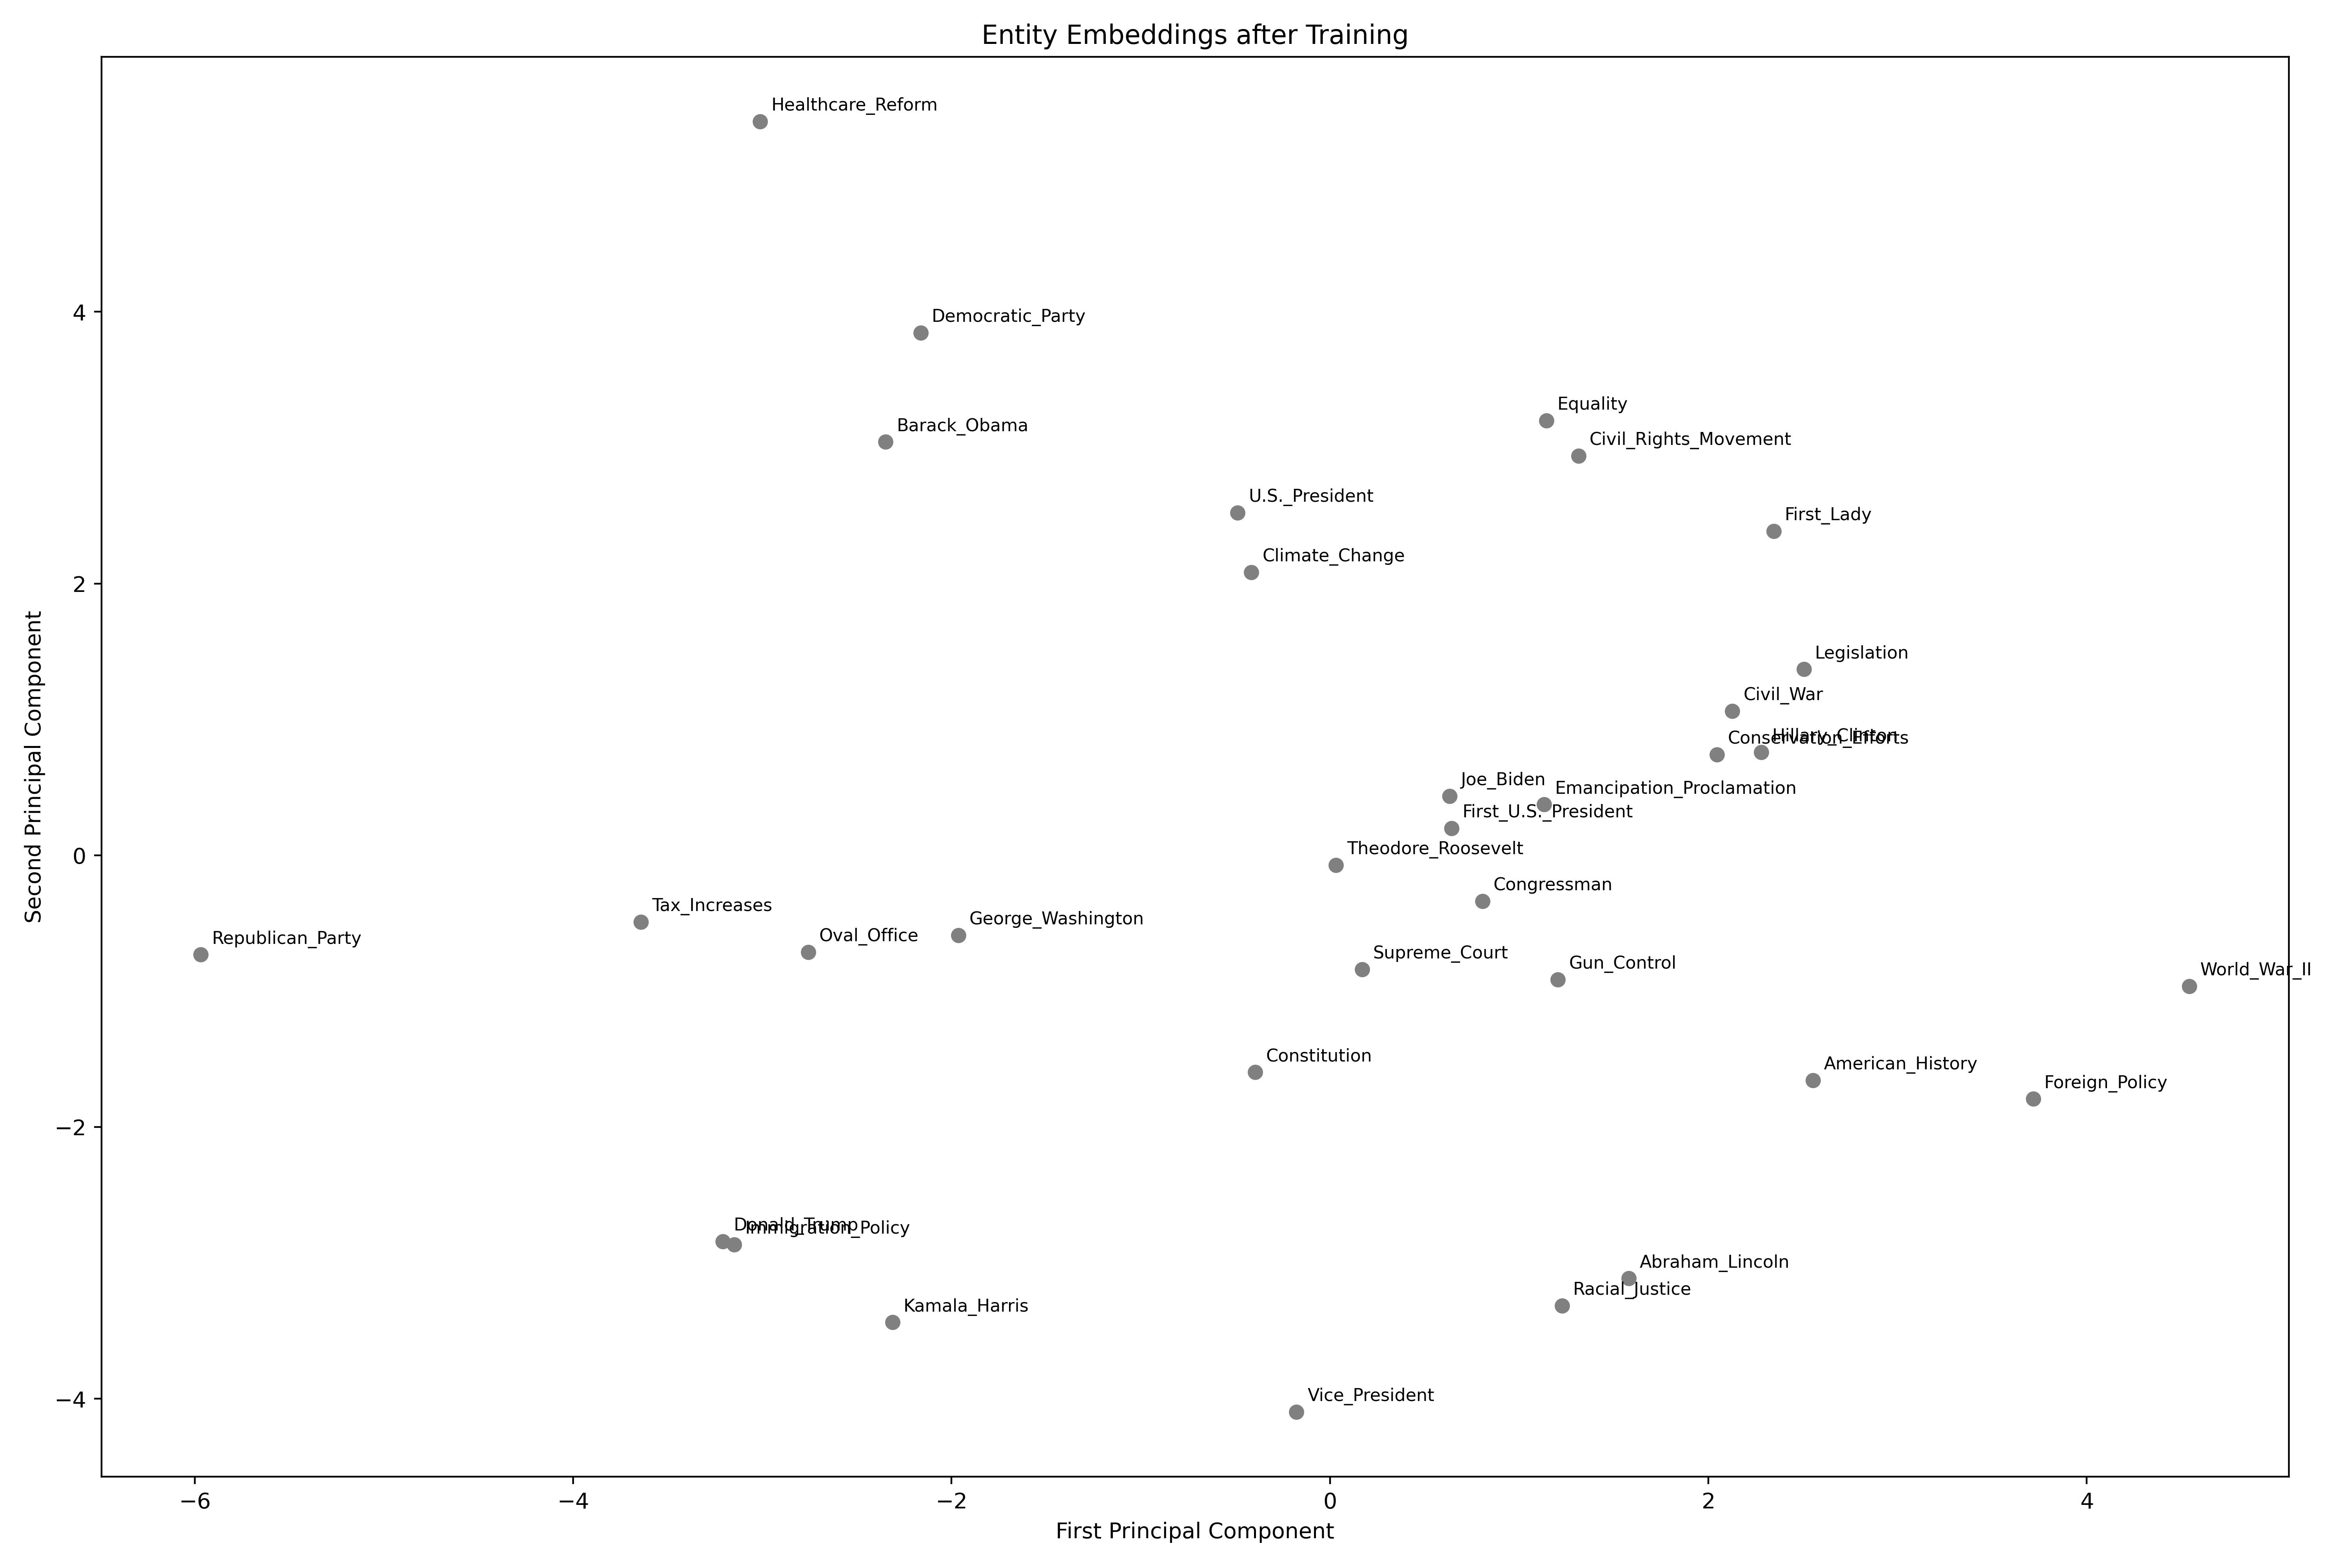 Entity Embeddings after Training
Healthcare_Reform
Democratic_Party
Equality
Barack_Obama
Civil_Rights_Movement
U.S._President
First_Lady
Climate_Change
Legislation
Civil_War
Hillary_Clinton
Conservation_Efforts
Joe_Biden
Emancipation_Proclamation
First_U.S._President
Theodore_Roosevelt
Congressman
Tax_Increases
George_Washington
Oval_Office
Republican_Party
Supreme_Court
Gun_Control
World_War_II
Constitution
American_History
Foreign_Policy
Donald_Trump
Immigration_Policy
Abraham_Lincoln
Racial_Justice
Kamala_Harris
Vice_President
4
2
0
−2
−4
Second Principal Component
−6 −4 −2 0 2 4
First Principal Component